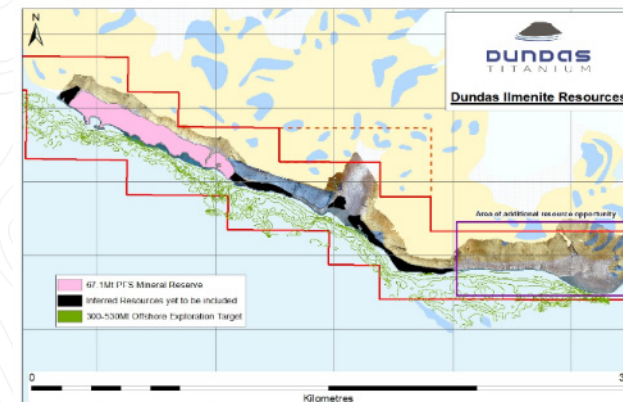 N
DUNDAS
TITANIUM
Dundas Ilmenite Resources
Area of additional resource opportunity
67.1Mt PFS Mineral Reserve
Inferred Resources yet to be included
300-530Mt Offshore Exploration Target
0
3
Kilometres